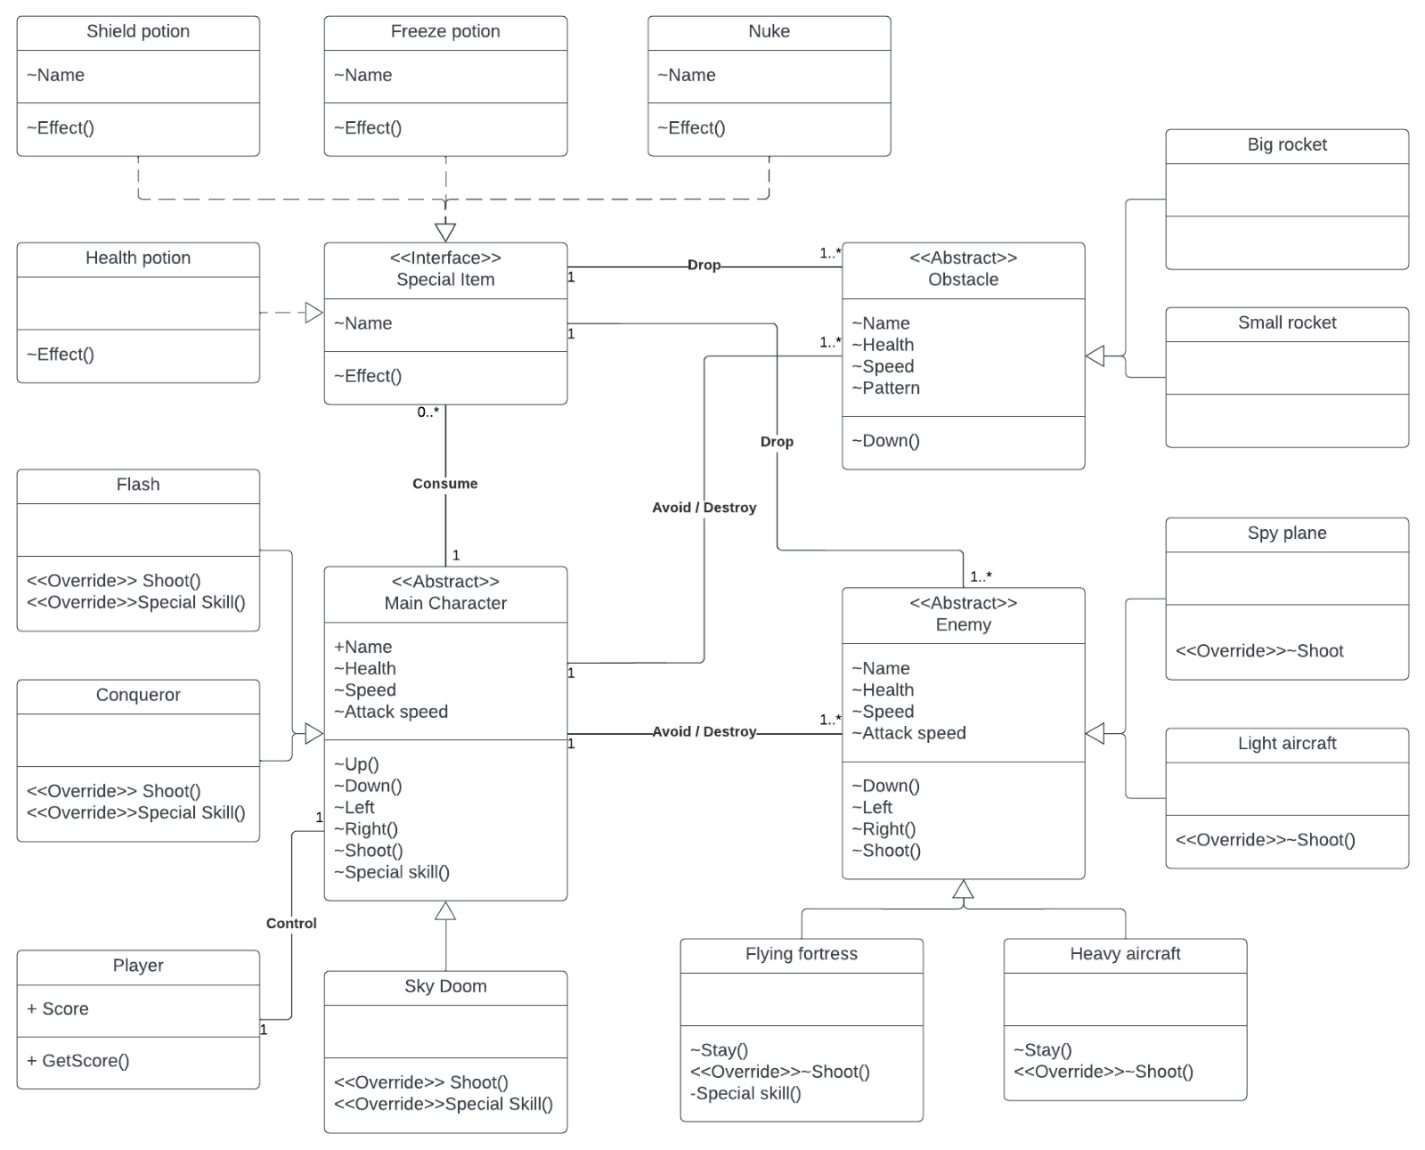 Shield potion
~Name
~Effect()
Freeze potion
~Name
~Effect()
Nuke
~Name
~Effect()
Big rocket
Health potion
~Effect()
<<Interface>>
Special Item
~Name
~Effect()
1
Drop
1..*
1
<<Abstract>>
Obstacle
~Name
~Health
~Speed
~Pattern
~Down()
1..*
Small rocket
0..*
Consume
1
Drop
Avoid / Destroy
1..*
Flash
<<Override>> Shoot()
<<Override>>Special Skill()
Conqueror
<<Override>> Shoot()
<<Override>>Special Skill()
<<Abstract>>
Main Character
+Name
~Health
~Speed
~Attack speed
~Up()
~Down()
~Left
~Right()
~Shoot()
~Special skill()
1
1
Avoid / Destroy
1..*
<<Abstract>>
Enemy
~Name
~Health
~Speed
~Attack speed
~Down()
~Left
~Right()
~Shoot()
Spy plane
<<Override>>~Shoot
Light aircraft
<<Override>>~Shoot()
1
Control
1
Player
+ Score
+ GetScore()
Sky Doom
<<Override>> Shoot()
<<Override>>Special Skill()
Flying fortress
~Stay()
<<Override>>~Shoot()
-Special skill()
Heavy aircraft
~Stay()
<<Override>>~Shoot()